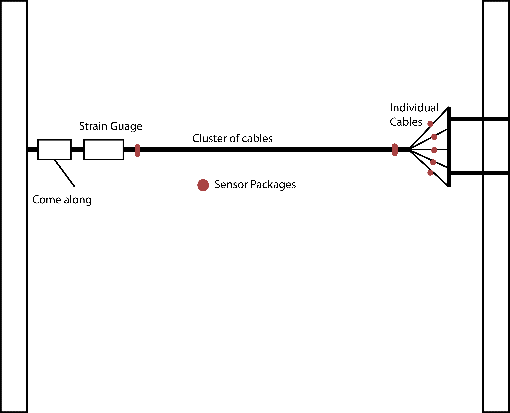 Individual
Cables
Strain Guage
Cluster of cables
Sensor Packages
Come along